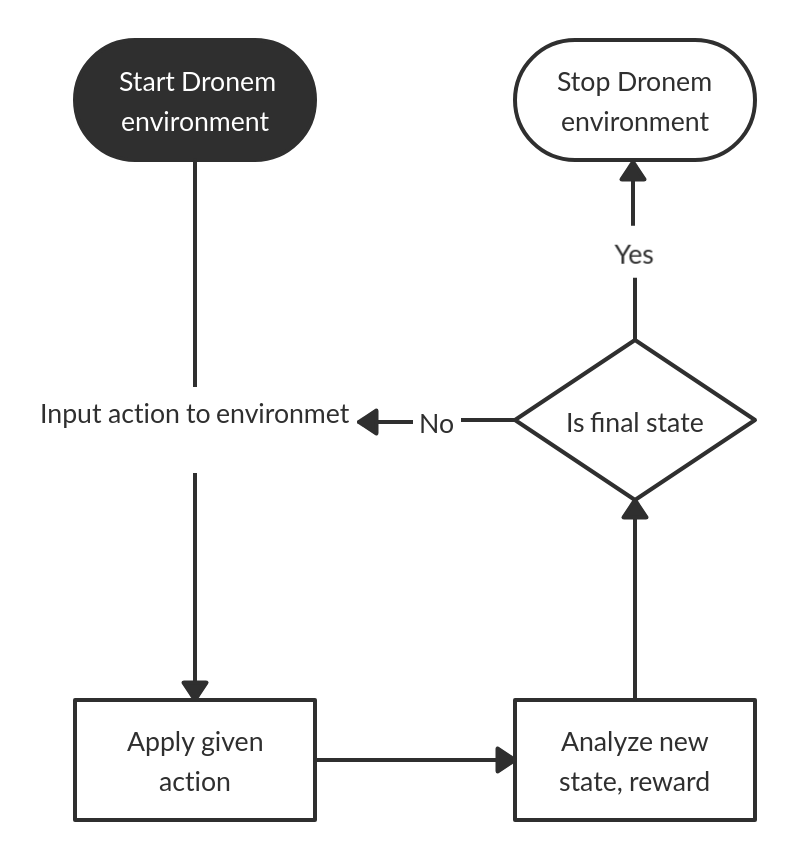 Start Dronem
environment
Stop Dronem
environment
Yes
Input action to environmet
No
Is final state
Apply given
action
Analyze new
state, reward